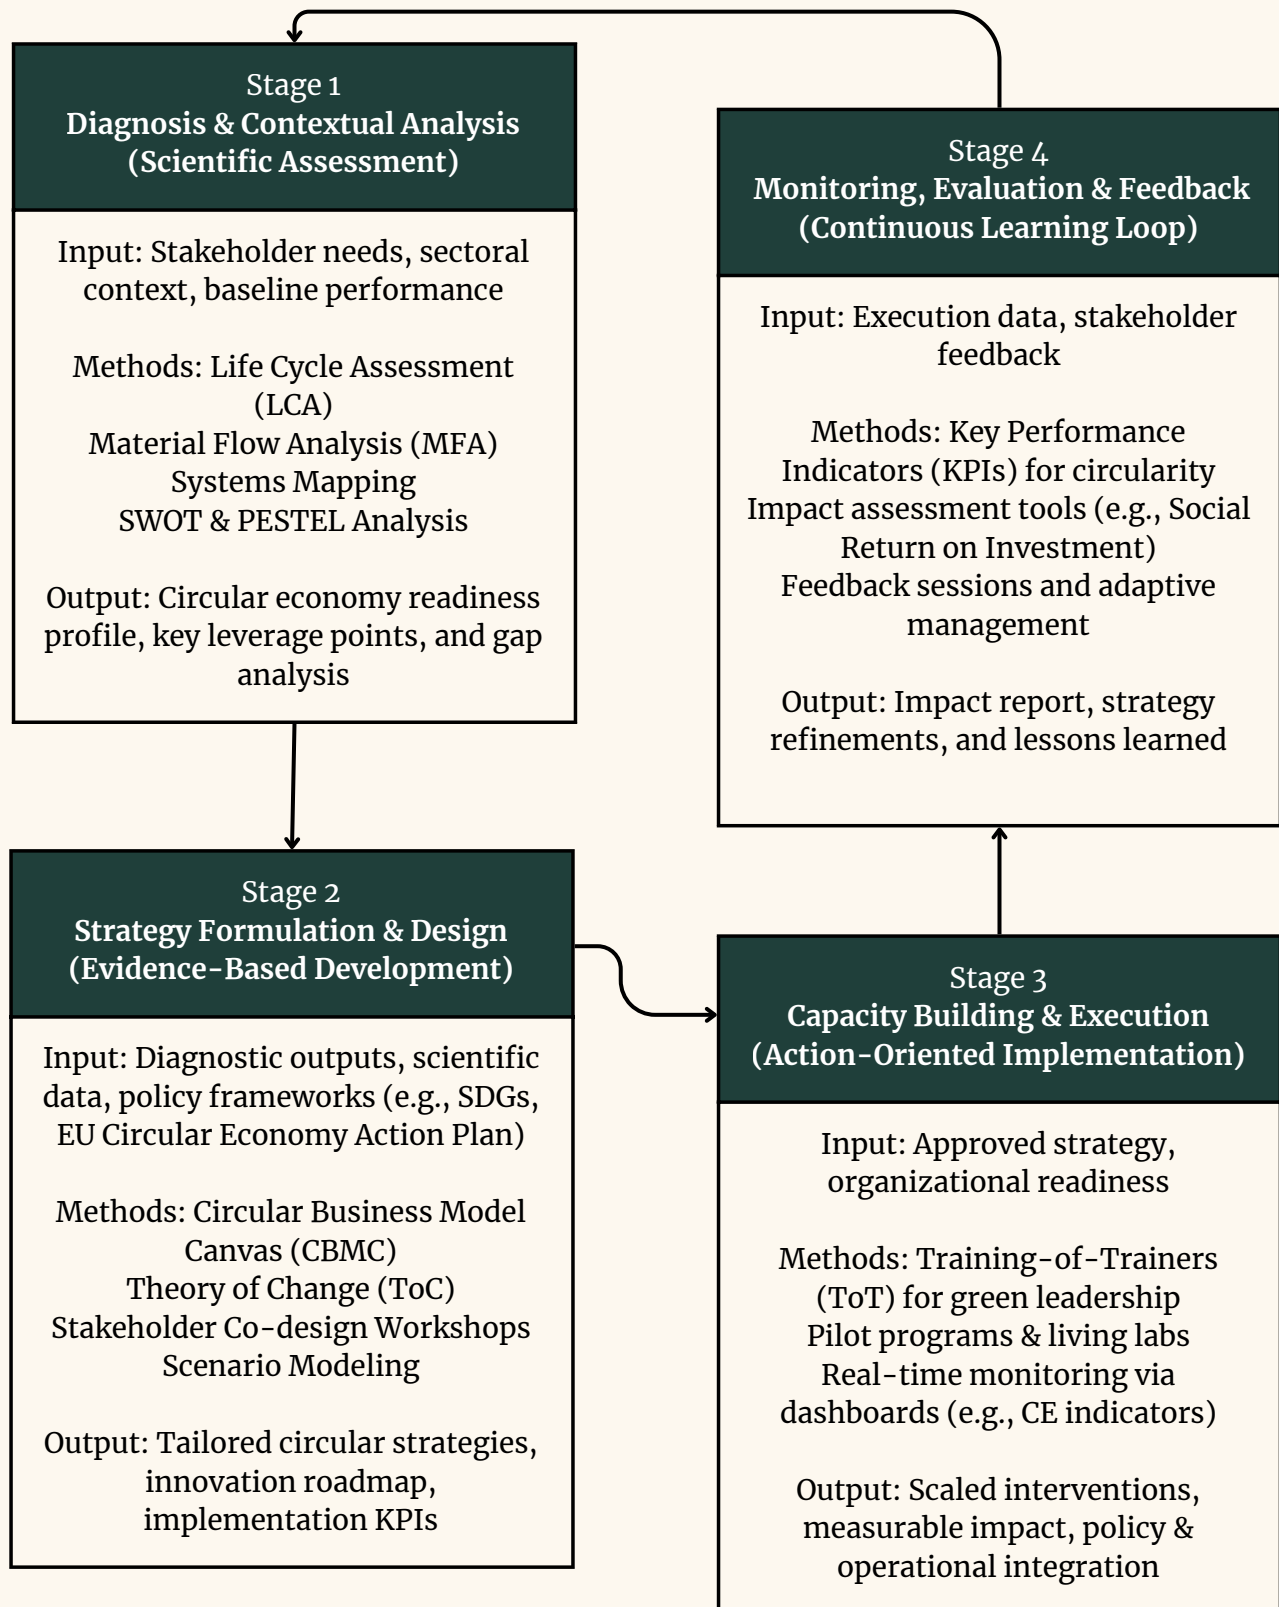 Stage 1
Diagnosis & Contextual Analysis
(Scientific Assessment)
Input: Stakeholder needs, sectoral
context, baseline performance
Methods: Life Cycle Assessment
(LCA)
Material Flow Analysis (MFA)
Systems Mapping
SWOT & PESTEL Analysis
Output: Circular economy readiness
profile, key leverage points, and gap
analysis
Stage 2
Strategy Formulation & Design
(Evidence-Based Development)
Input: Diagnostic outputs, scientific
data, policy frameworks (e.g., SDGs,
EU Circular Economy Action Plan)
Methods: Circular Business Model
Canvas (CBMC)
Theory of Change (ToC)
Stakeholder Co-design Workshops
Scenario Modeling
Output: Tailored circular strategies,
innovation roadmap,
implementation KPIs
Stage 3
Capacity Building & Execution
(Action-Oriented Implementation)
Input: Approved strategy,
organizational readiness
Methods: Training-of-Trainers
(ToT) for green leadership
Pilot programs & living labs
Real-time monitoring via
dashboards (e.g., CE indicators)
Output: Scaled interventions,
measurable impact, policy &
operational integration
Stage 4
Monitoring, Evaluation & Feedback
(Continuous Learning Loop)
Input: Execution data, stakeholder
feedback
Methods: Key Performance
Indicators (KPIs) for circularity
Impact assessment tools (e.g., Social
Return on Investment)
Feedback sessions and adaptive
management
Output: Impact report, strategy
refinements, and lessons learned